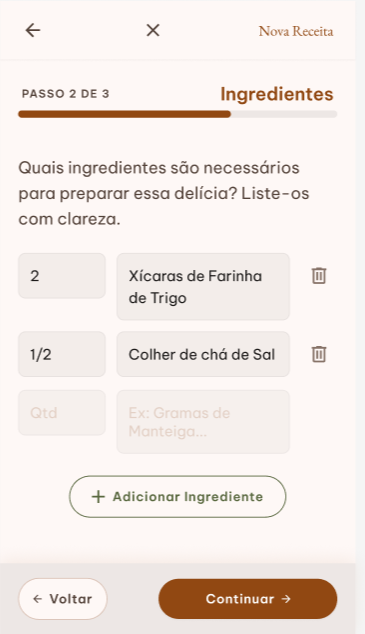 Nova Receita
PASSO 2 DE 3
Ingredientes
Quais ingredientes são necessários
para preparar essa delícia? Liste-os
com clareza.
2
Xícaras de Farinha
de Trigo
1/2
Colher de chá de Sal
Qtd
Ex: Gramas de
Manteiga...
+ Adicionar Ingrediente
← Voltar
Continuar →